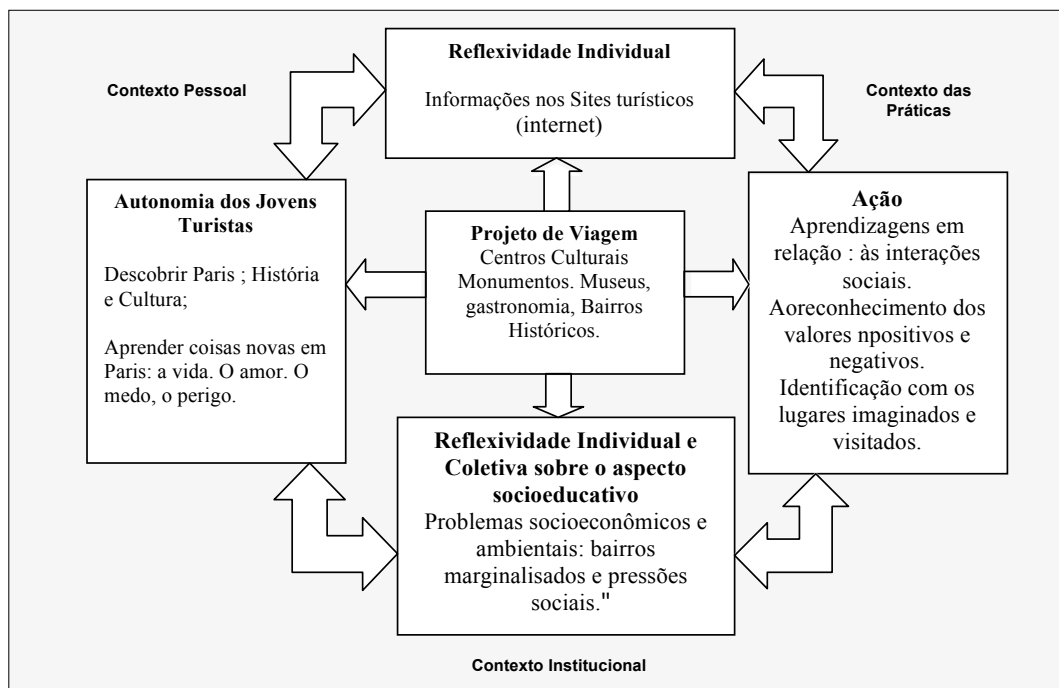 Reflexividade Individual
Informações nos Sites turísticos
(internet)
Contexto Pessoal
Contexto das
Práticas
Autonomia dos Jovens
Turistas
Descobrir Paris ; História
e Cultura;
Aprender coisas novas em
Paris: a vida. O amor. O
medo, o perigo.
Projeto de Viagem
Centros Culturais
Monumentos. Museus,
gastronomia, Bairros
Históricos.
Ação
Aprendizagens em
relação : às interações
sociais.
Aoreconhecimento dos
valores npositivos e
negativos.
Identificação com os
lugares imaginados e
visitados.
Reflexividade Individual e
Coletiva sobre o aspecto
socioeducativo
Problemas socioeconômicos e
ambientais: bairros
marginalisados e pressões
sociais."
Contexto Institucional